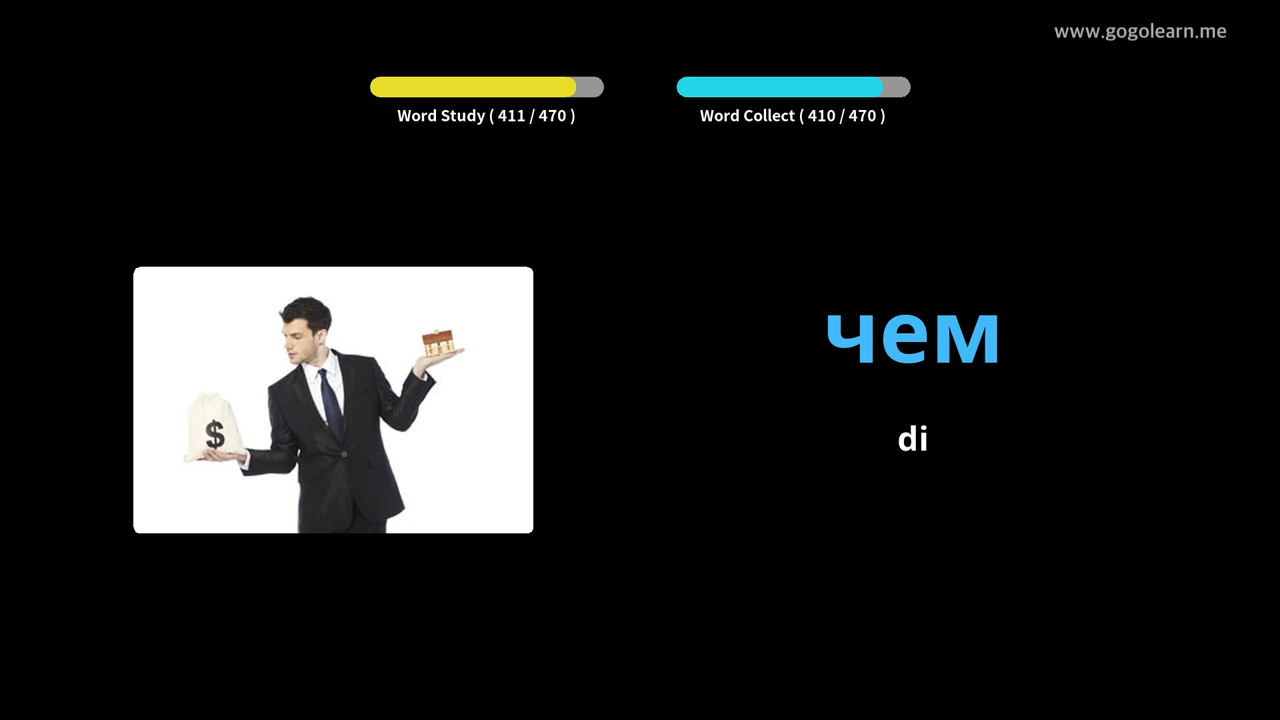 www.gogolearn.me
Word Study ( 411 / 470 )
Word Collect ( 410 / 470 )
$
чем
di